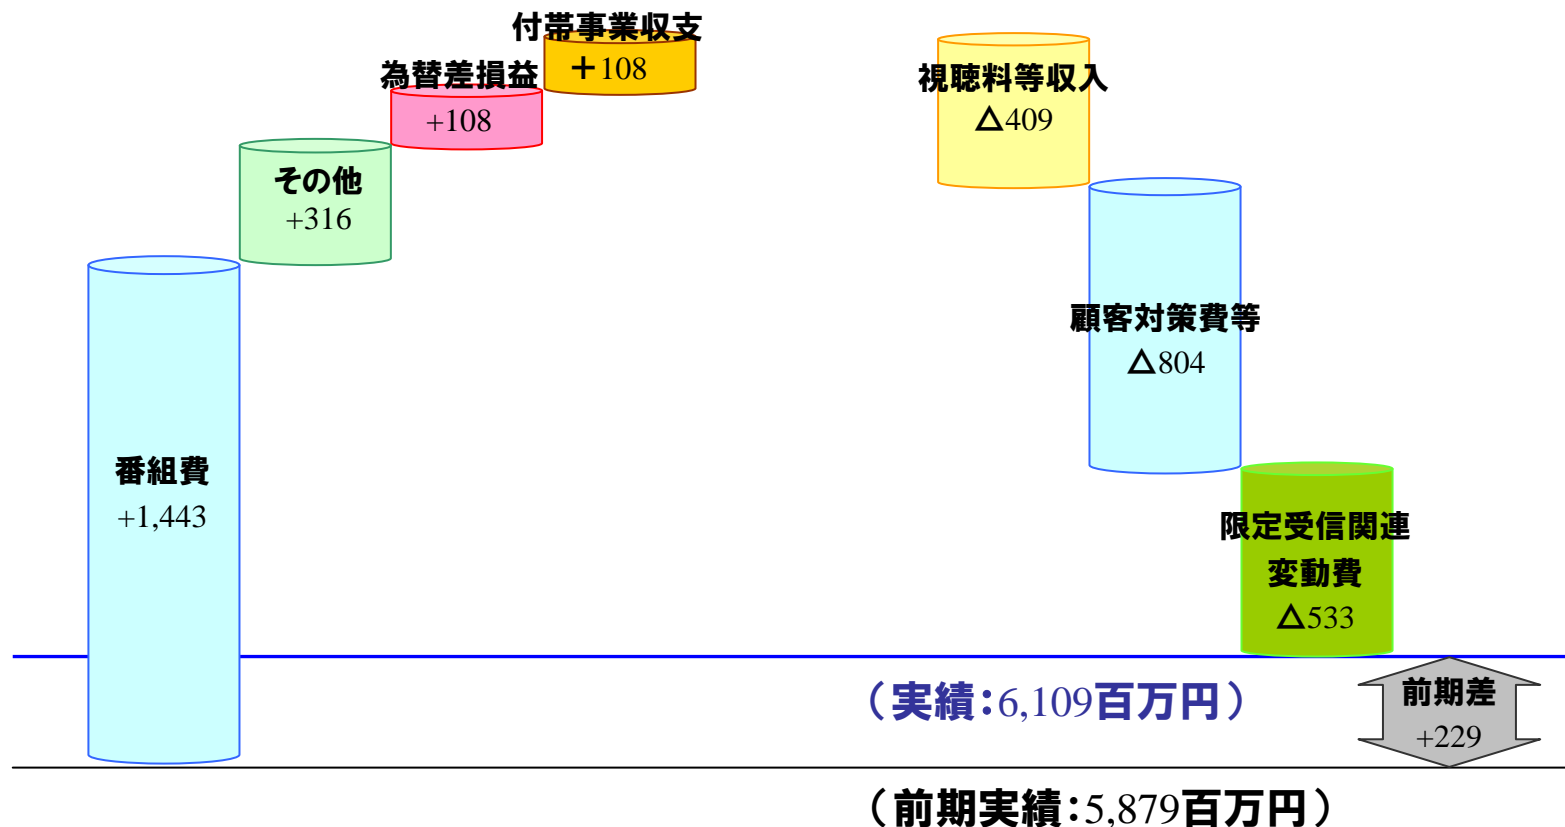 付帯事業収支
＋108
為替差損益
+108
その他
+316
番組費
+1,443
視聴料等収入
△409
顧客対策費等
△804
限定受信関連
変動費
△533
（実績：6,109百万円）
前期差
+229
（前期実績：5,879百万円）